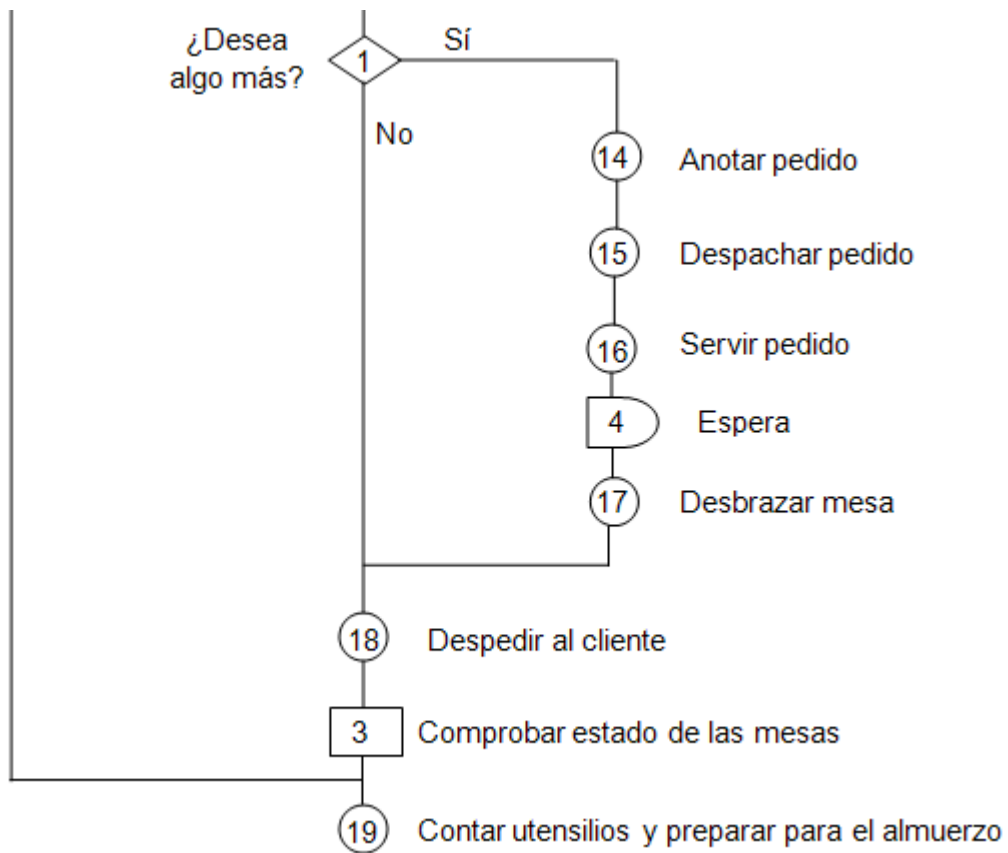 ¿Desea
algo más?
1
Sí
No
14
Anotar pedido
15
Despachar pedido
16
Servir pedido
4
Espera
17
Desbrazar mesa
18
Despedir al cliente
3
Comprobar estado de las mesas
19
Contar utensilios y preparar para el almuerzo